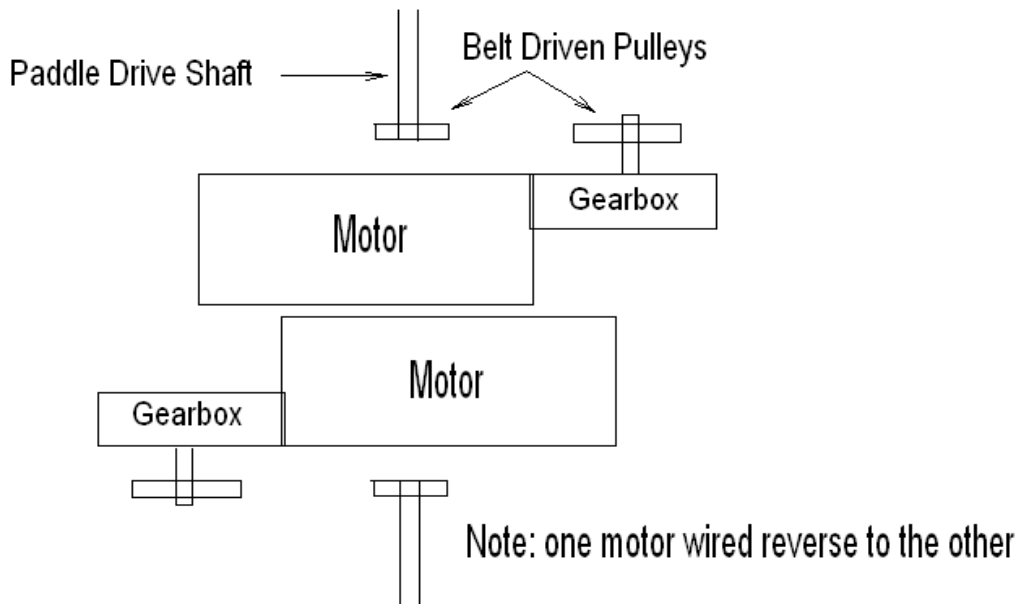 Belt Driven Pulleys
Paddle Drive Shaft
Gearbox
Motor
Motor
Gearbox
Note: one motor wired reverse to the other